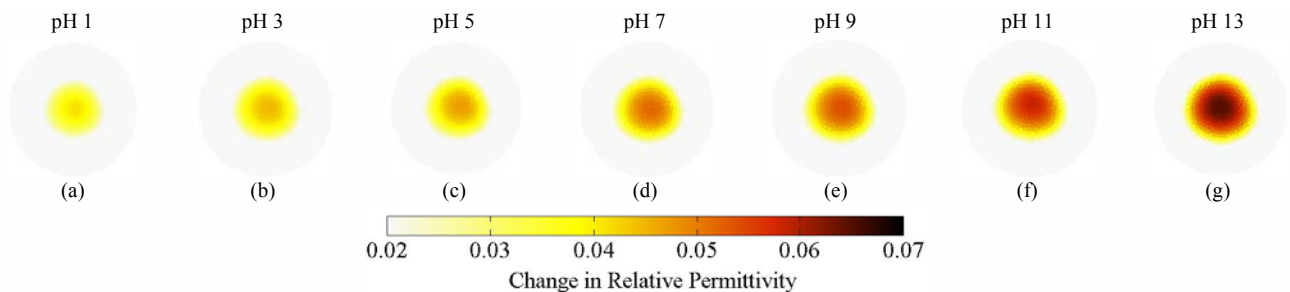 pH 1 pH 3 pH 5 pH 7 pH 9 pH 11 pH 13
(a) (b) (c) (d) (e) (f) (g)
0.02 0.03 0.04 0.05 0.06 0.07
Change in Relative Permittivity